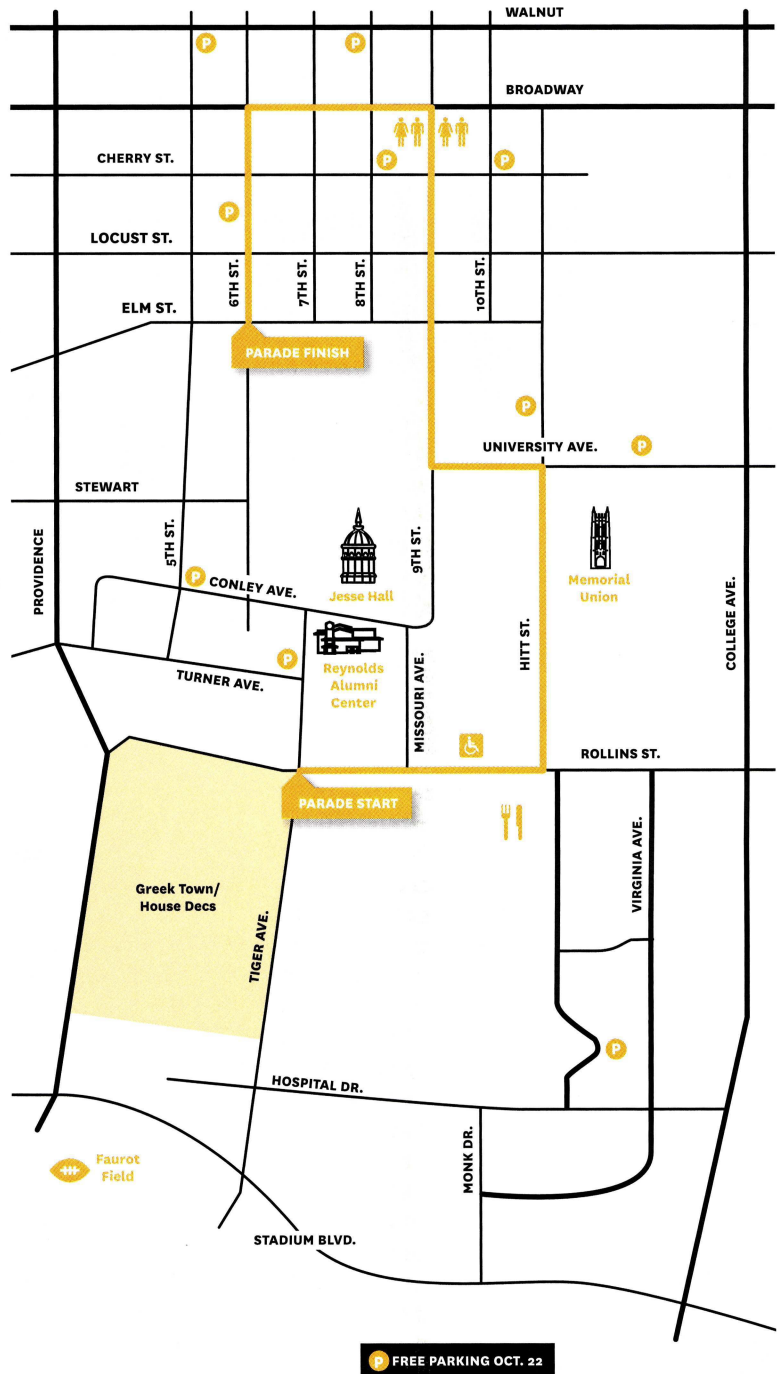 WALNUT
P
P
BROADWAY
CHERRY ST.
P
P
P
LOCUST ST.
6TH ST.
7TH ST.
8TH ST.
10TH ST.
ELM ST.
PARADE FINISH
P
UNIVERSITY AVE.
P
STEWART
PROVIDENCE
5TH ST.
9TH ST.
P
CONLEY AVE.
Jesse Hall
Memorial
Union
HITT ST.
COLLEGE AVE.
P
TURNER AVE.
Reynolds
Alumni
Center
MISSOURI AVE.
ROLLINS ST.
PARADE START
Greek Town/
House Decs
TIGER AVE.
VIRGINIA AVE.
P
HOSPITAL DR.
MONK DR.
Faurot
Field
STADIUM BLVD.
P FREE PARKING OCT. 22